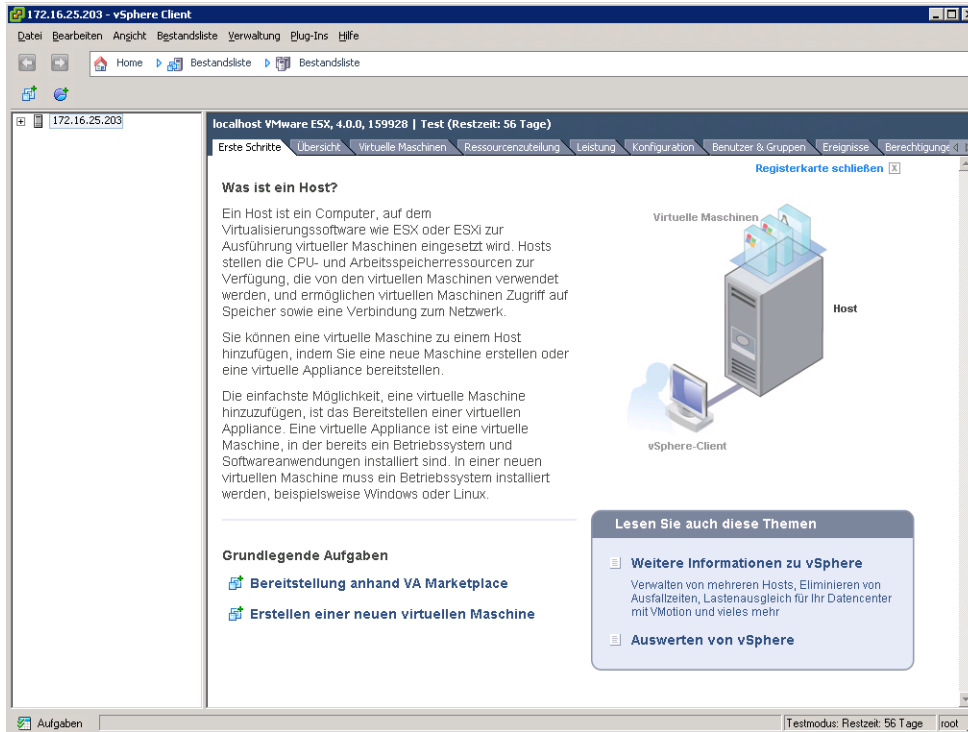 172.16.25.203 - vSphere Client
Datei Bearbeiten Ansicht Bestandsliste Verwaltung Plug-Ins Hilfe
Home Bestandsliste Bestandsliste
172.16.25.203
localhost VMware ESX, 4.0.0, 159928 | Test (Restzeit: 56 Tage)
Erste Schritte Übersicht Virtuelle Maschinen Ressourcenzuteilung Leistung Konfiguration Benutzer & Gruppen Ereignisse Berechtigunge
Registerkarte schließen
Was ist ein Host?
Ein Host ist ein Computer, auf dem
Virtualisierungssoftware wie ESX oder ESXi zur
Ausführung virtueller Maschinen eingesetzt wird. Hosts
stellen die CPU- und Arbeitsspeicherressourcen zur
Verfügung, die von den virtuellen Maschinen verwendet
werden, und ermöglichen virtuellen Maschinen Zugriff auf
Speicher sowie eine Verbindung zum Netzwerk.
Sie können eine virtuelle Maschine zu einem Host
hinzufügen, indem Sie eine neue Maschine erstellen oder
eine virtuelle Appliance bereitstellen.
Die einfachste Möglichkeit, eine virtuelle Maschine
hinzuzufügen, ist das Bereitstellen einer virtuellen
Appliance. Eine virtuelle Appliance ist eine virtuelle
Maschine, in der bereits ein Betriebssystem und
Softwareanwendungen installiert sind. In einer neuen
virtuellen Maschine muss ein Betriebssystem installiert
werden, beispielsweise Windows oder Linux.
Virtuelle Maschinen
Host
vSphere-Client
Grundlegende Aufgaben
Bereitstellung anhand VA Marketplace
Erstellen einer neuen virtuellen Maschine
Lesen Sie auch diese Themen
Weitere Informationen zu vSphere
Verwalten von mehreren Hosts, Eliminieren von
Ausfallzeiten, Lastenausgleich für Ihr Datencenter
mit VMotion und vieles mehr
Auswerten von vSphere
Aufgaben
Testmodus: Restzeit: 56 Tage root